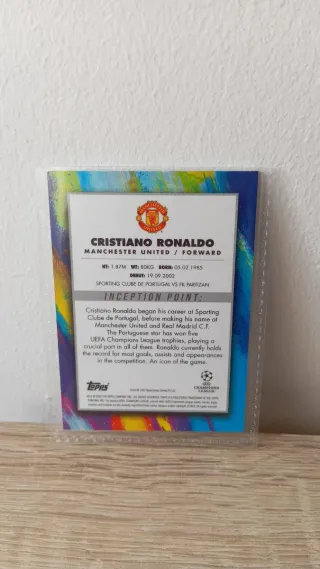 CRISTIANO RONALDO
MANCHESTER UNITED / FORWARD
HT: 1.87M WT: 80KG BORN: 05.02.1985
DEBUT: 19.09.2002
SPORTING CLUBE DE PORTUGAL VS FK PARTIZAN
INCEPTION POINT:
Cristiano Ronaldo began his career at Sporting
Clube de Portugal, before making his name at
Manchester United and Real Madrid C.F.
The Portuguese star has won five
UEFA Champions League trophies, playing a
crucial part in all of them. Ronaldo currently holds
the record for most goals, assists and appearances
in the competition. An icon of the game.
Topps
UEFA
CHAMPIONS
LEAGUE